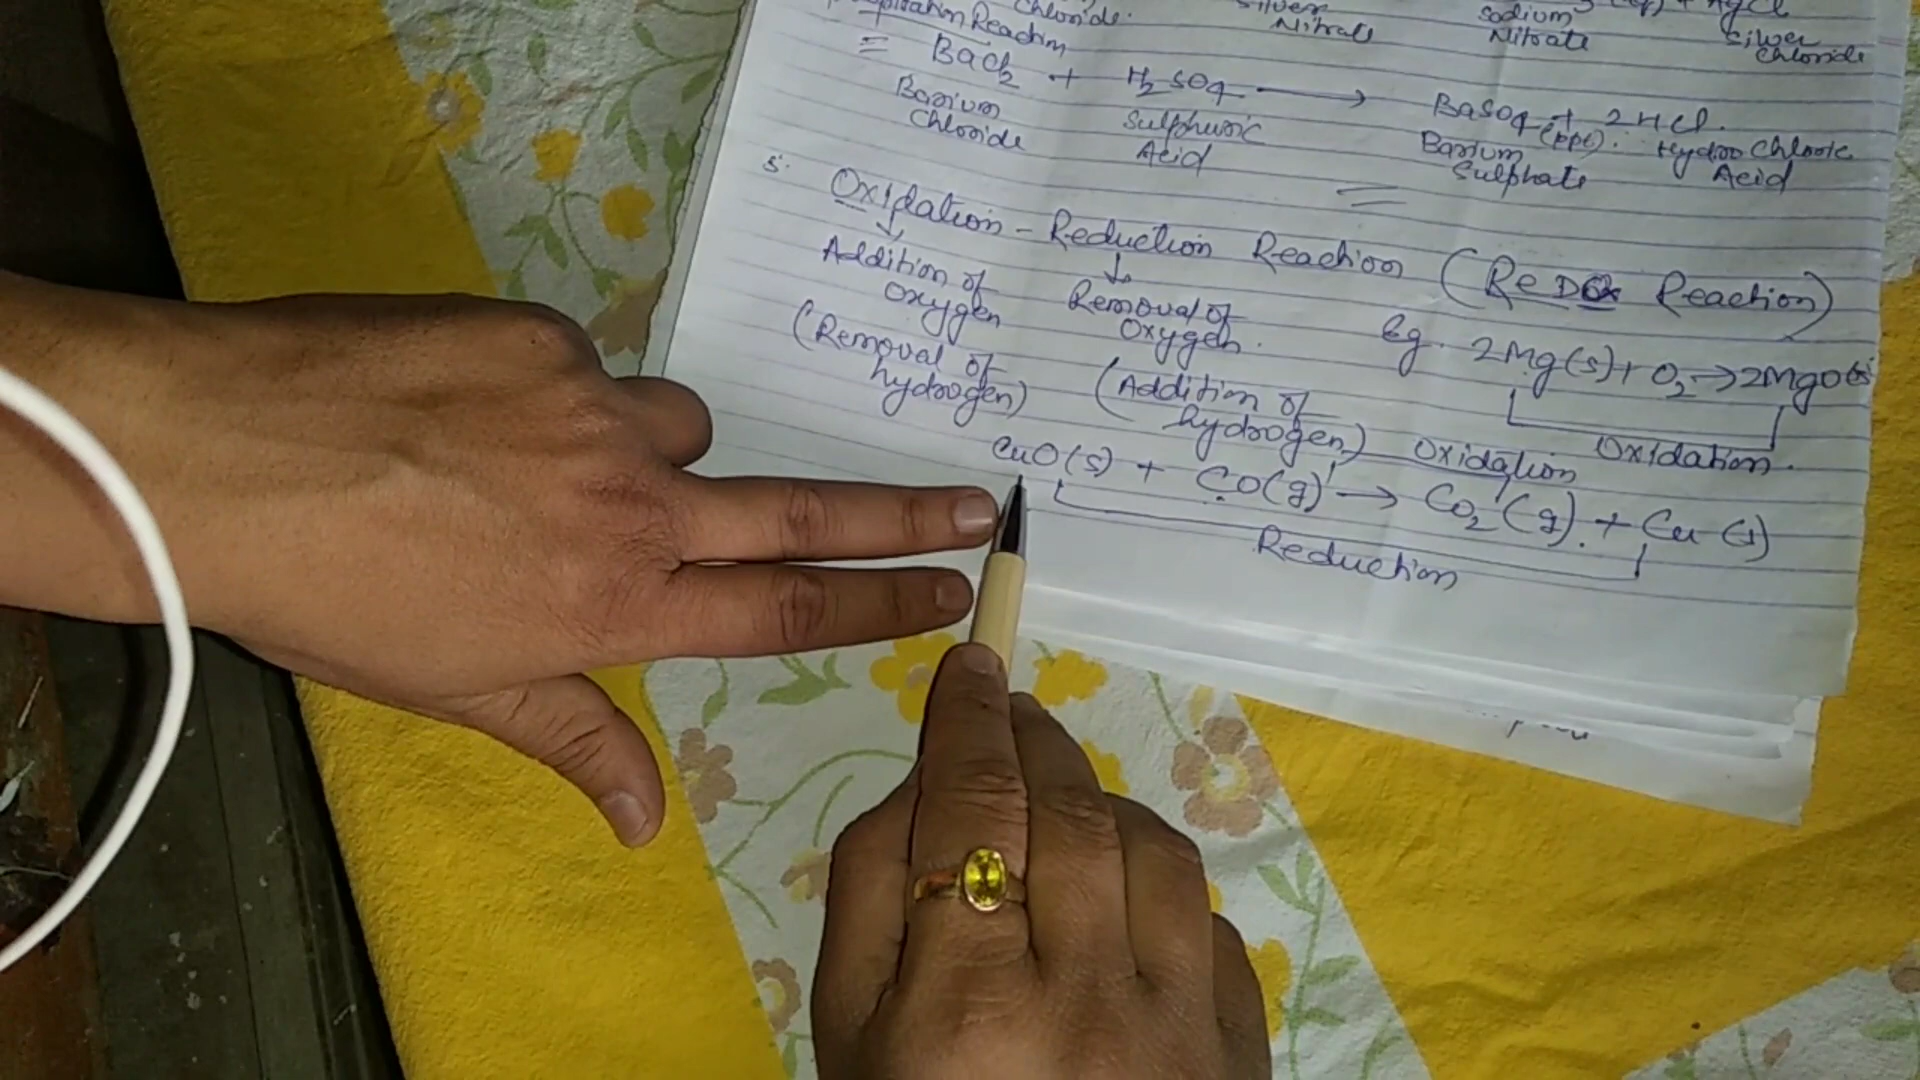 Chloride. Silver Nitrate Sodium Nitrate Silver Chloride
Reaction
= BaCl2 + H2SO4 → BaSO4 (ppt). + 2HCl.
Barium Chloride Sulphuric Acid Barium Sulphate Hydro Chloric Acid
5. Oxidation - Reduction Reaction (ReDOx Reaction)
Addition of oxygen Removal of oxygen.
(Removal of hydrogen) (Addition of hydrogen)
Eg. 2Mg(s) + O2 → 2MgO(s)
Oxidation.
Oxidation
CuO(s) + CO(g) → CO2(g) + Cu(s)
Reduction